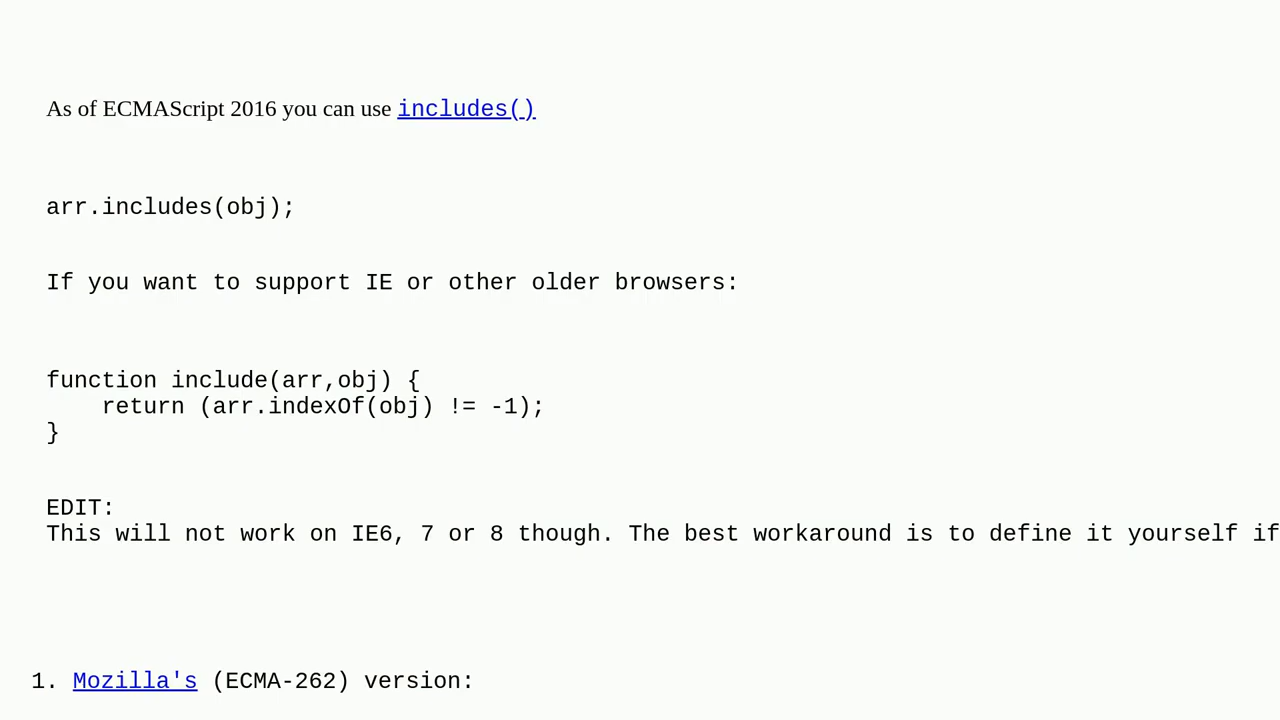 As of ECMAScript 2016 you can use includes()
arr.includes(obj);
If you want to support IE or other older browsers:
function include(arr,obj) {
    return (arr.indexOf(obj) != -1);
}
EDIT:
This will not work on IE6, 7 or 8 though. The best workaround is to define it yourself if
1. Mozilla's (ECMA-262) version: